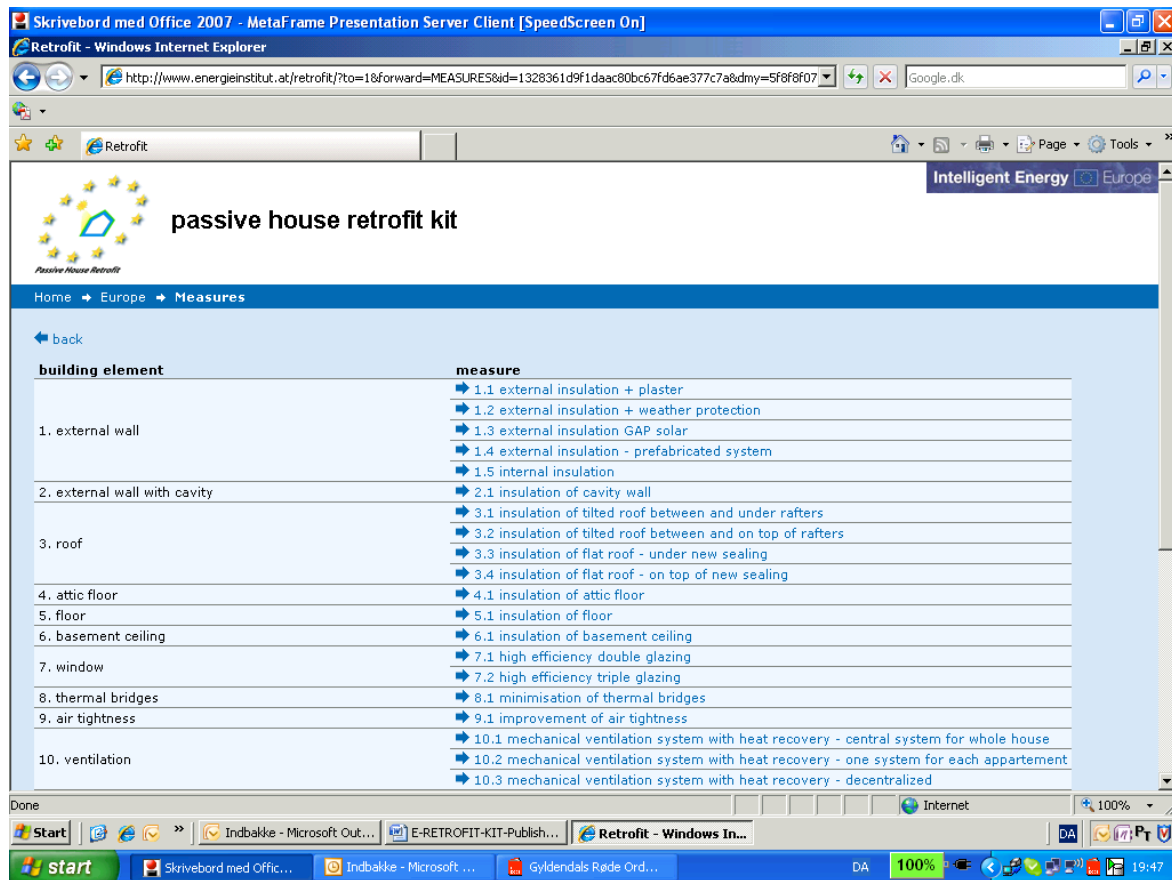 Skrivebord med Office 2007 - MetaFrame Presentation Server Client [SpeedScreen On]
Retrofit - Windows Internet Explorer
http://www.energieinstitut.at/retrofit/?to=1&forward=MEASURES&id=1328361d9f1daac80bc67fd6ae377c7a&dmy=5f8f8f07
Google.dk
Retrofit
Page
Tools
Intelligent Energy Europe
passive house retrofit kit
Passive House Retrofit
Home Europe Measures
back
building element measure
1. external wall
1.1 external insulation + plaster
1.2 external insulation + weather protection
1.3 external insulation GAP solar
1.4 external insulation - prefabricated system
1.5 internal insulation
2. external wall with cavity
2.1 insulation of cavity wall
3. roof
3.1 insulation of tilted roof between and under rafters
3.2 insulation of tilted roof between and on top of rafters
3.3 insulation of flat roof - under new sealing
3.4 insulation of flat roof - on top of new sealing
4. attic floor
4.1 insulation of attic floor
5. floor
5.1 insulation of floor
6. basement ceiling
6.1 insulation of basement ceiling
7. window
7.1 high efficiency double glazing
7.2 high efficiency triple glazing
8. thermal bridges
8.1 minimisation of thermal bridges
9. air tightness
9.1 improvement of air tightness
10. ventilation
10.1 mechanical ventilation system with heat recovery - central system for whole house
10.2 mechanical ventilation system with heat recovery - one system for each appartement
10.3 mechanical ventilation system with heat recovery - decentralized
Done Internet 100%
Start Indbakke - Microsoft Out... E-RETROFIT-KIT-Publish... Retrofit - Windows In... DA
start Skrivebord med Offic... Indbakke - Microsoft ... Gyldendals Røde Ord... DA 100% 19:47